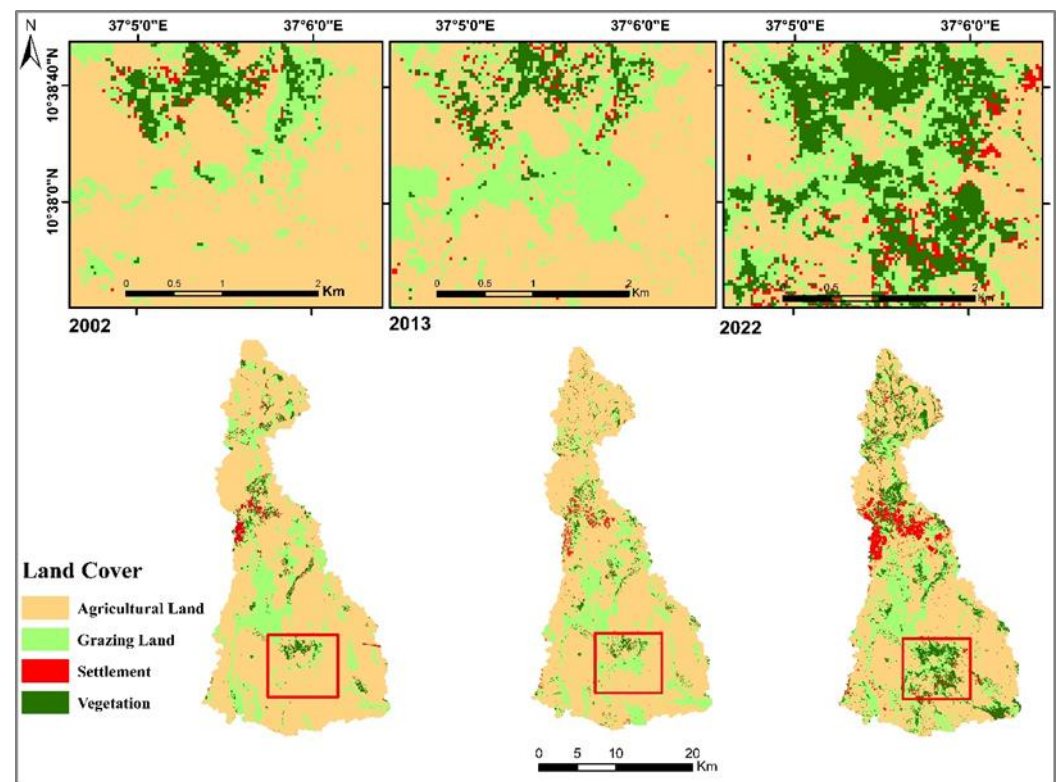 N
37°5'0"E 37°6'0"E 37°5'0"E 37°6'0"E 37°5'0"E 37°6'0"E
10°38'40"N
10°38'0"N
0 0.5 1 2 Km
0 0.5 1 2 Km
0 0.5 1 2 Km
2002 2013 2022
Land Cover
Agricultural Land
Grazing Land
Settlement
Vegetation
0 5 10 20 Km